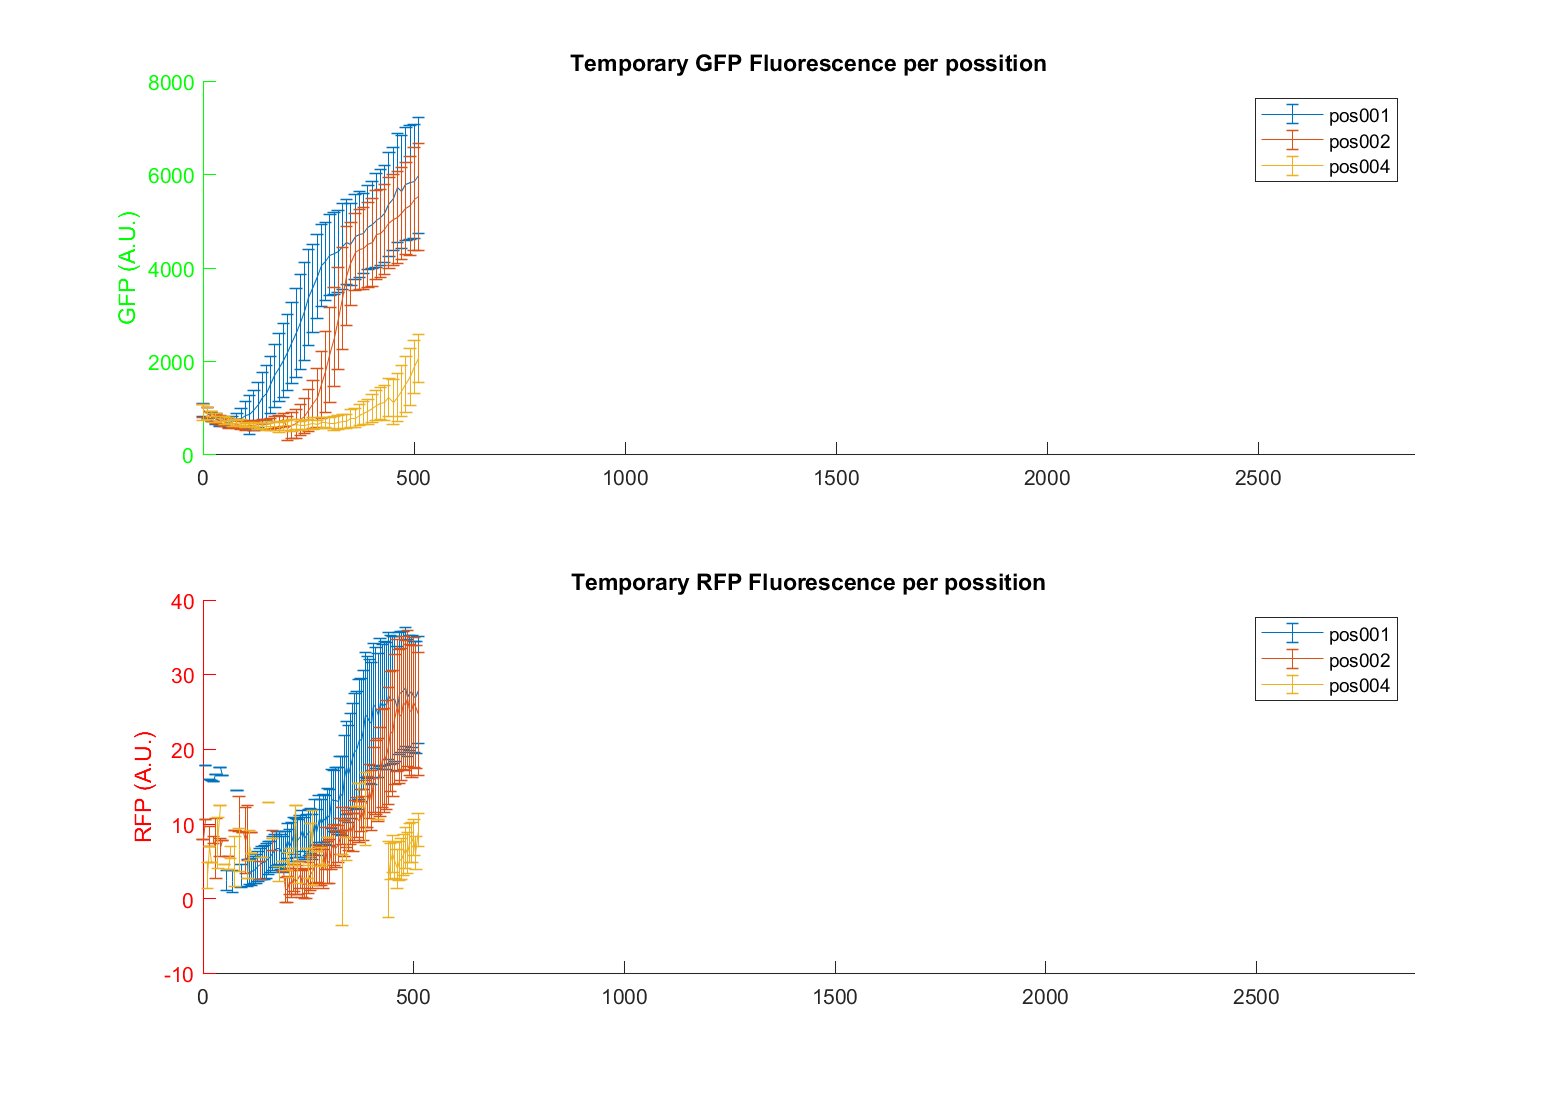 Temporary GFP Fluorescence per possition
8000
6000
4000
2000
0
GFP (A.U.)
pos001
pos002
pos004
0 500 1000 1500 2000 2500
Temporary RFP Fluorescence per possition
40
30
20
10
0
-10
RFP (A.U.)
pos001
pos002
pos004
0 500 1000 1500 2000 2500